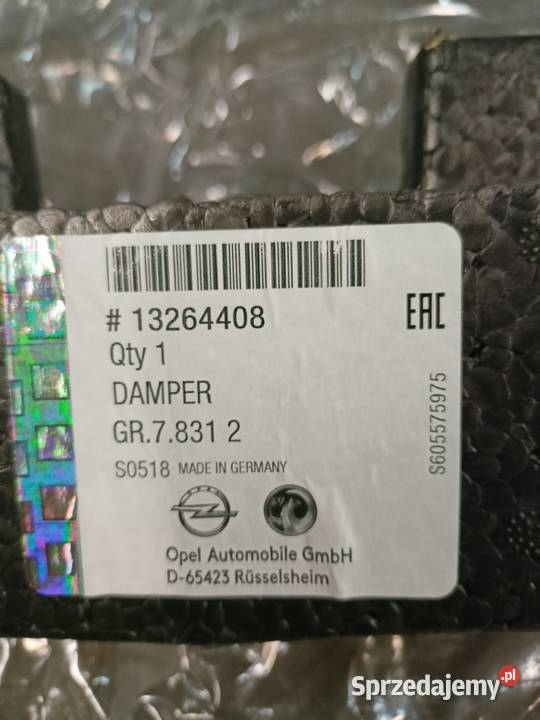 # 13264408
EAC
Qty 1
DAMPER
GR.7.831 2
S0518 MADE IN GERMANY
S605575975
Opel Automobile GmbH
D-65423 Rüsselsheim
Sprzedajemy.pl